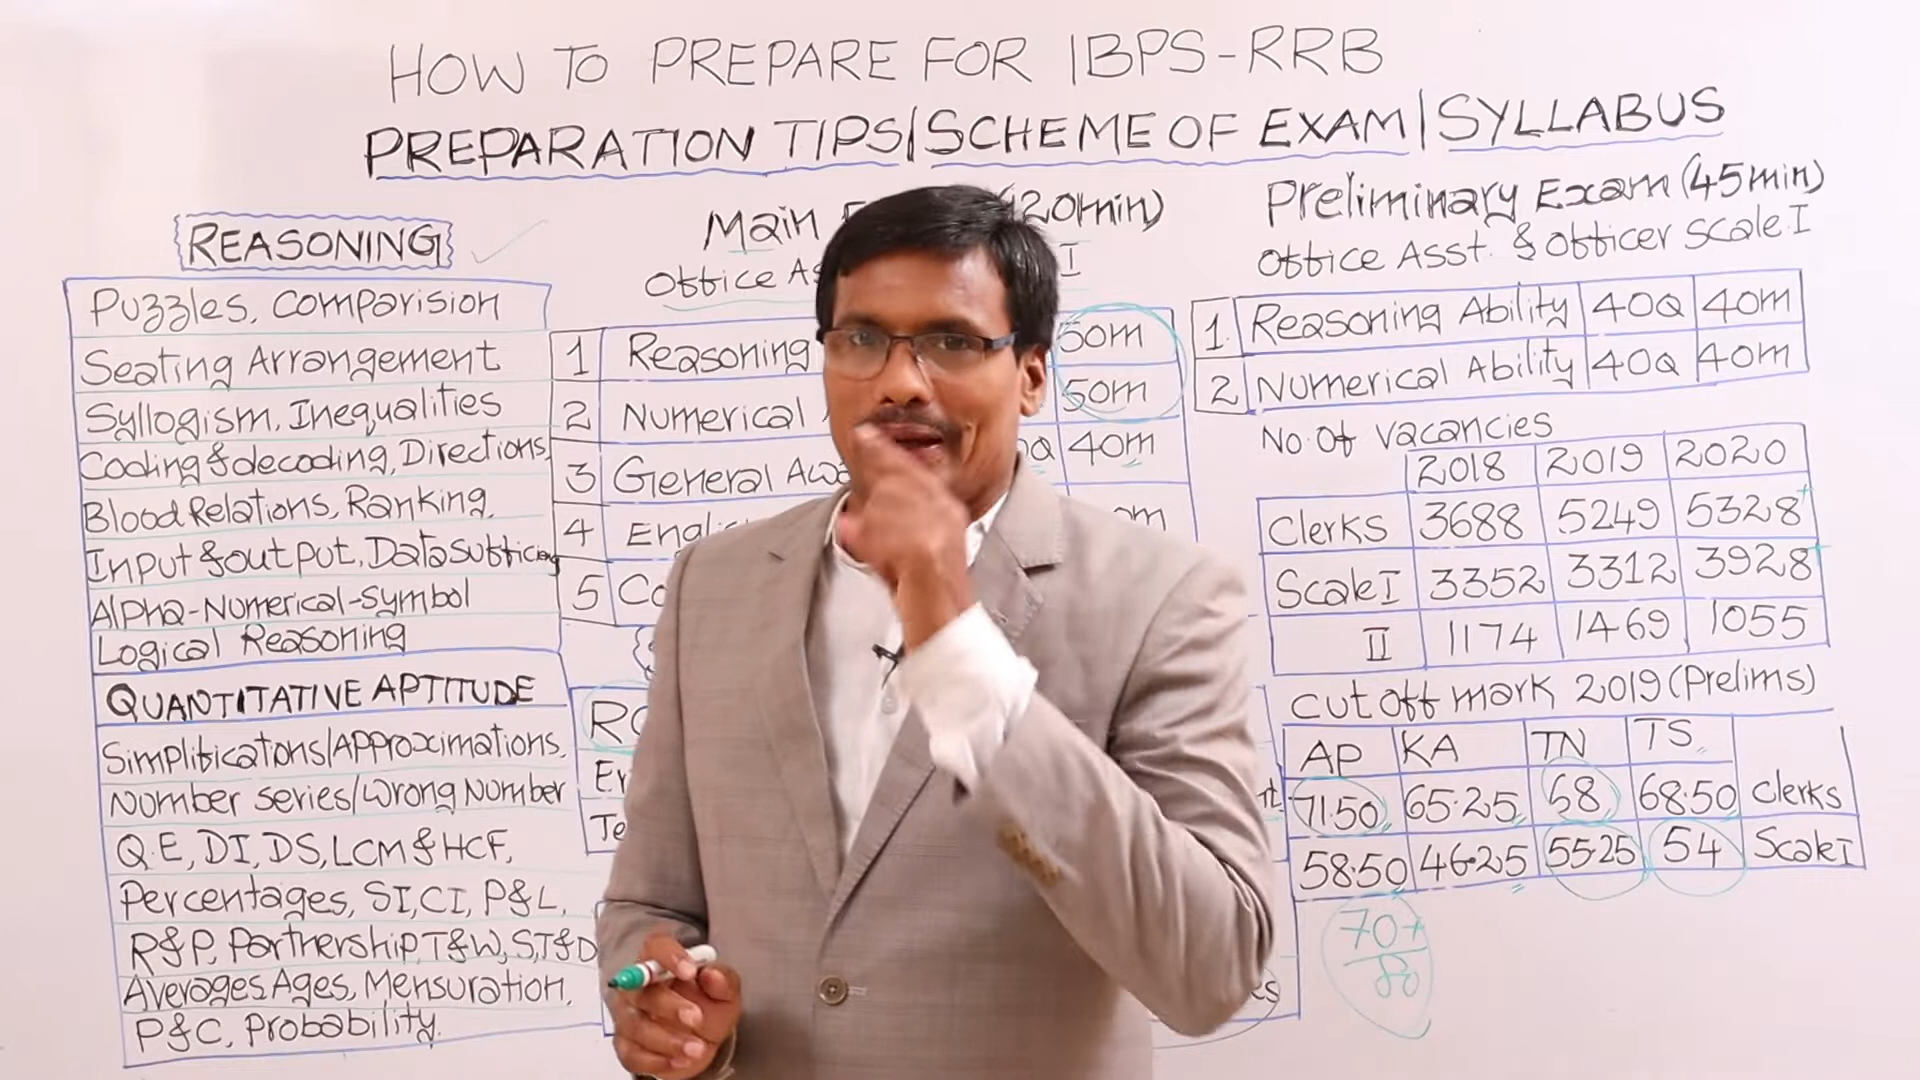 HOW TO PREPARE FOR IBPS-RRB
PREPARATION TIPS|SCHEME OF EXAM|SYLLABUS
REASONING
Puzzles, Comparision
Seating Arrangement
Syllogism, Inequalities
Coding & decoding, Directions,
Blood Relations, Ranking,
Input & output, Data Sufficiency
Alpha-Numerical-Symbol
Logical Reasoning
QUANTITATIVE APTITUDE
Simplifications/Approximations,
Number series/Wrong Number
Q.E, DI, DS, LCM & HCF,
Percentages, SI, CI, P&L,
R&P, Partnership, T&W, S,T&D
Averages Ages, Mensuration,
P&C, Probability.
Main 120min)
Office I
1 Reasoning 50m
2 Numerical 50m
3 General 40m
4
5
Preliminary Exam (45min)
Office Asst. & Officer Scale I
1. Reasoning Ability 40Q 40m
2 Numerical Ability 40Q 40m
No. Of Vacancies
2018 2019 2020
Clerks 3688 5249 5328+
Scale I 3352 3312 3928+
II 1174 1469 1055
Cut off mark 2019 (Prelims)
AP KA TN TS
71.50 65.25 68 68.50 Clerks
58.50 46.25 55.25 54 Scale I
70+
80